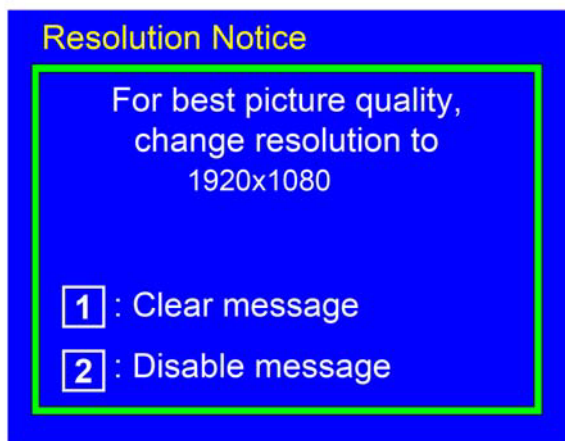 Resolution Notice
For best picture quality,
change resolution to
1920x1080
1 : Clear message
2 : Disable message